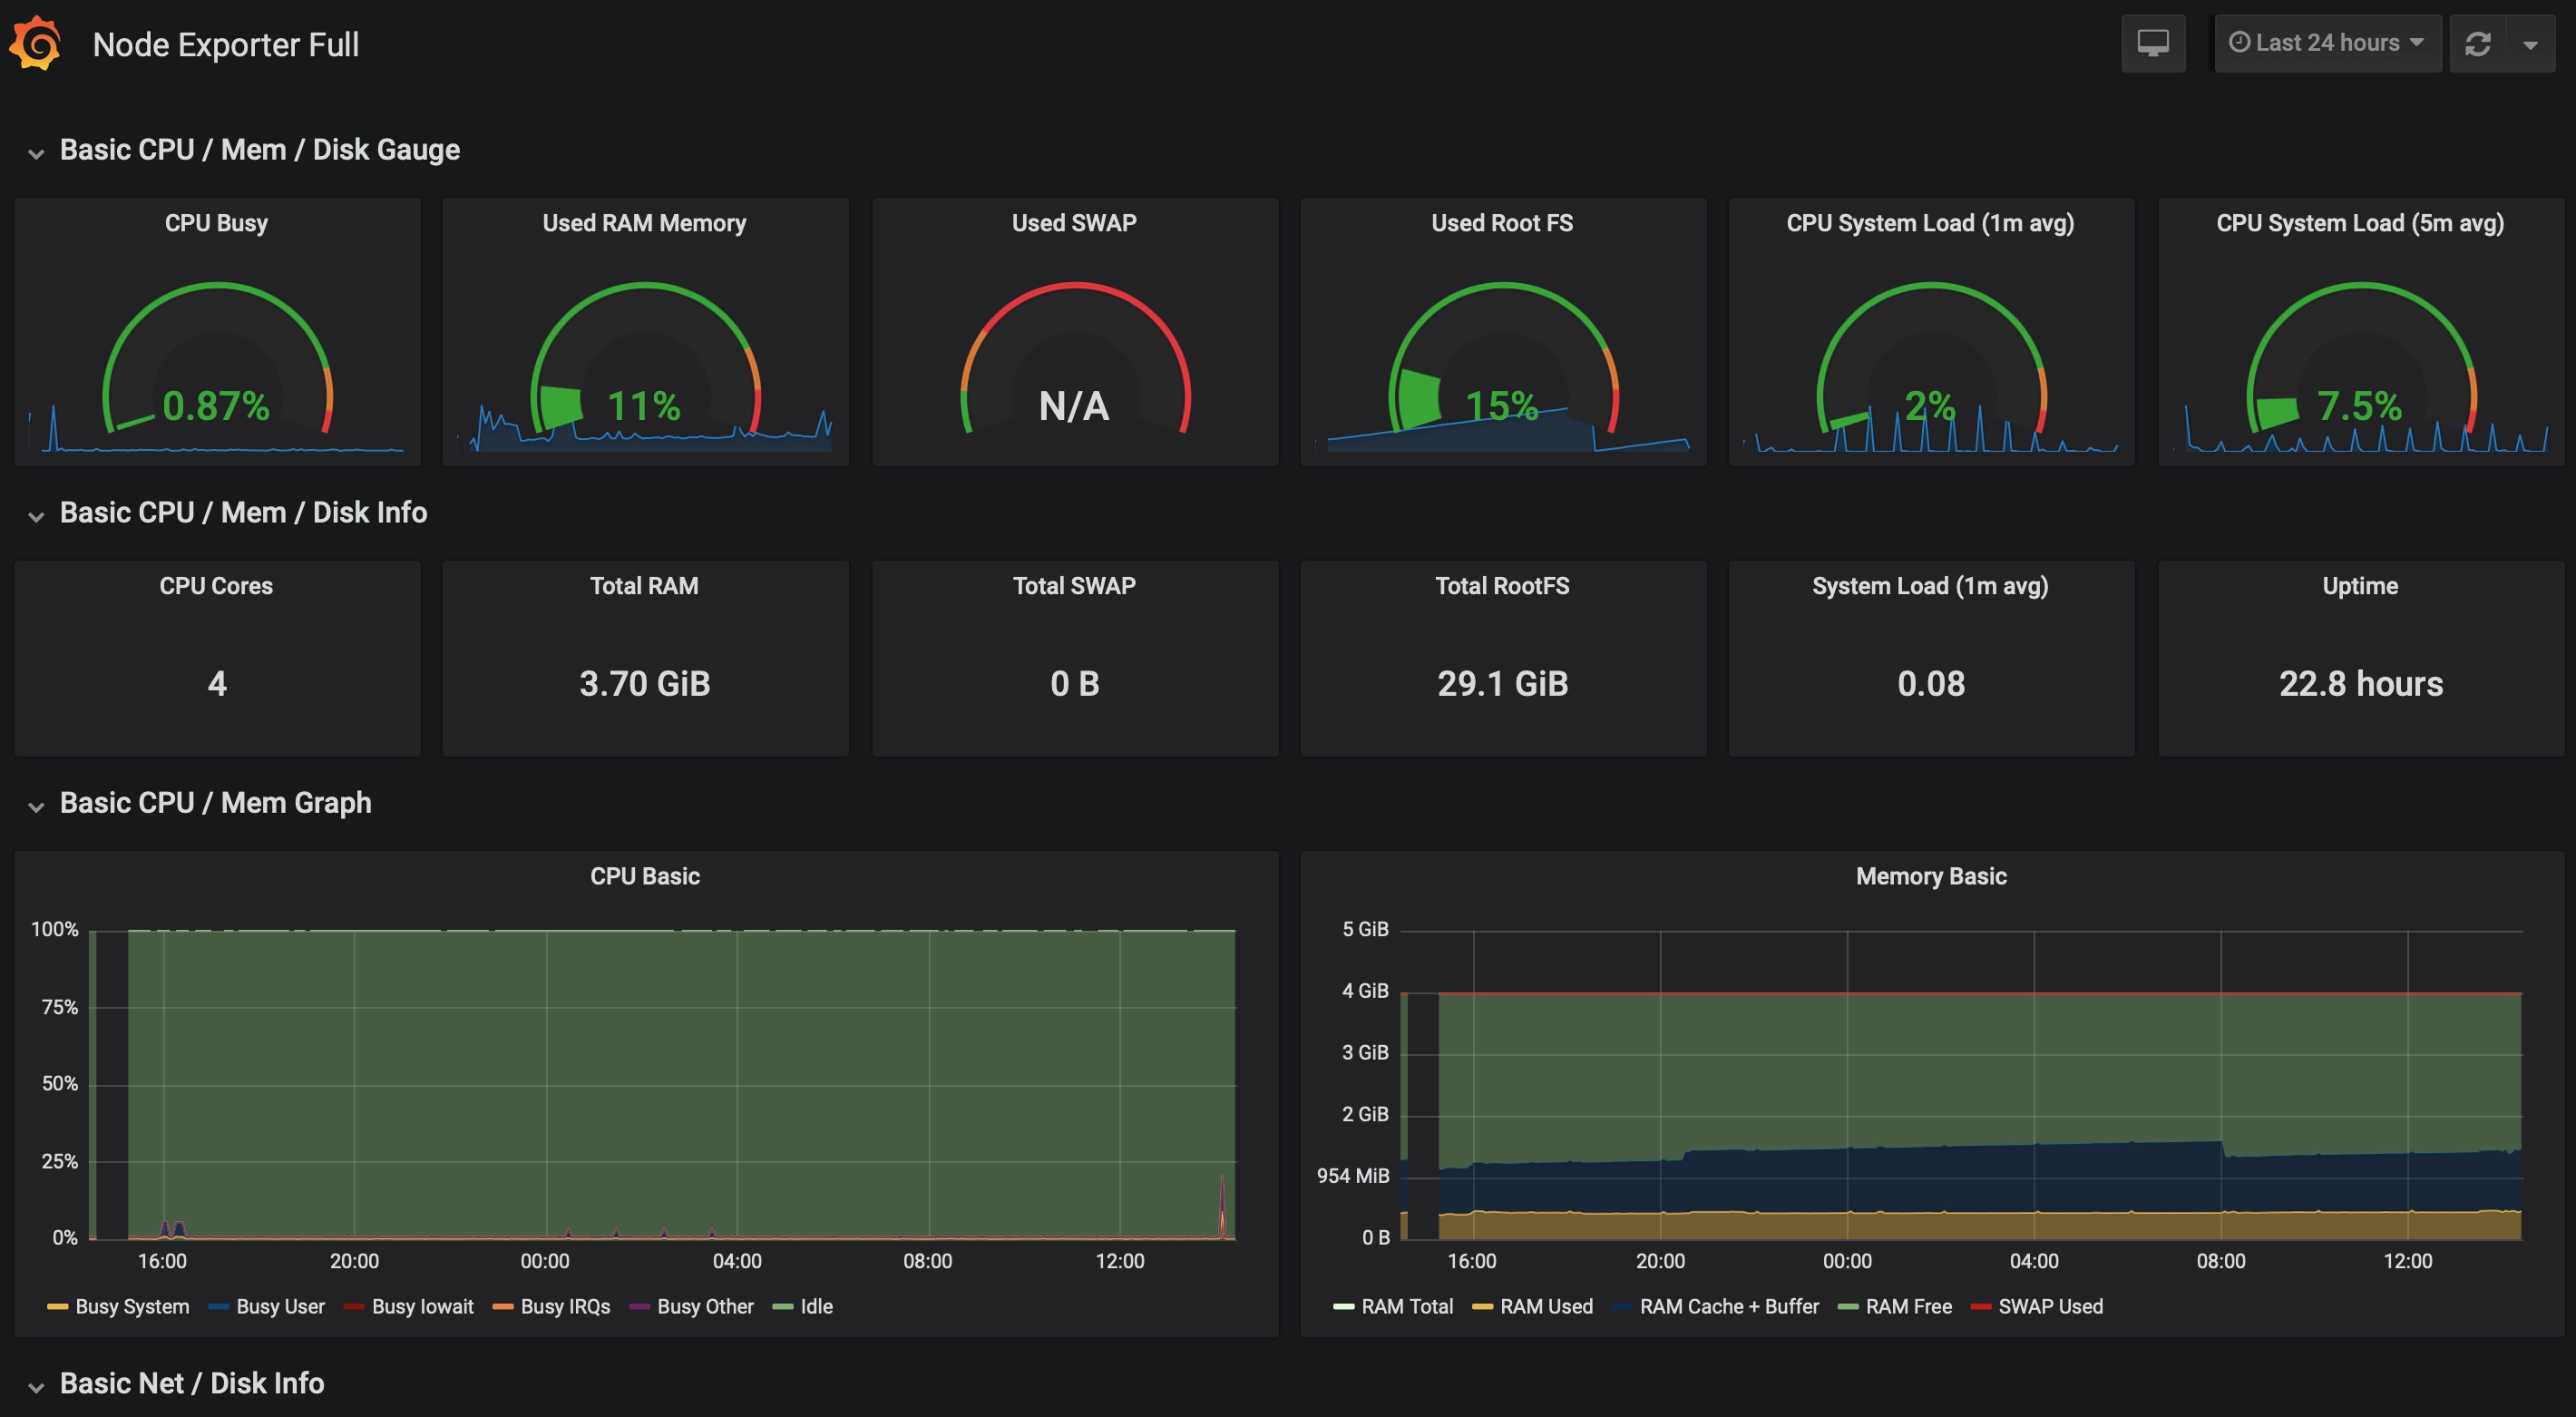 Node Exporter Full
Last 24 hours
Basic CPU / Mem / Disk Gauge
CPU Busy
Used RAM Memory
Used SWAP
Used Root FS
CPU System Load (1m avg)
CPU System Load (5m avg)
0.87%
11%
N/A
15%
2%
7.5%
Basic CPU / Mem / Disk Info
CPU Cores
Total RAM
Total SWAP
Total RootFS
System Load (1m avg)
Uptime
4
3.70 GiB
0 B
29.1 GiB
0.08
22.8 hours
Basic CPU / Mem Graph
CPU Basic
100%
75%
50%
25%
0%
16:00 20:00 00:00 04:00 08:00 12:00
Busy System Busy User Busy Iowait Busy IRQs Busy Other Idle
Memory Basic
5 GiB
4 GiB
3 GiB
2 GiB
954 MiB
0 B
16:00 20:00 00:00 04:00 08:00 12:00
RAM Total RAM Used RAM Cache + Buffer RAM Free SWAP Used
Basic Net / Disk Info